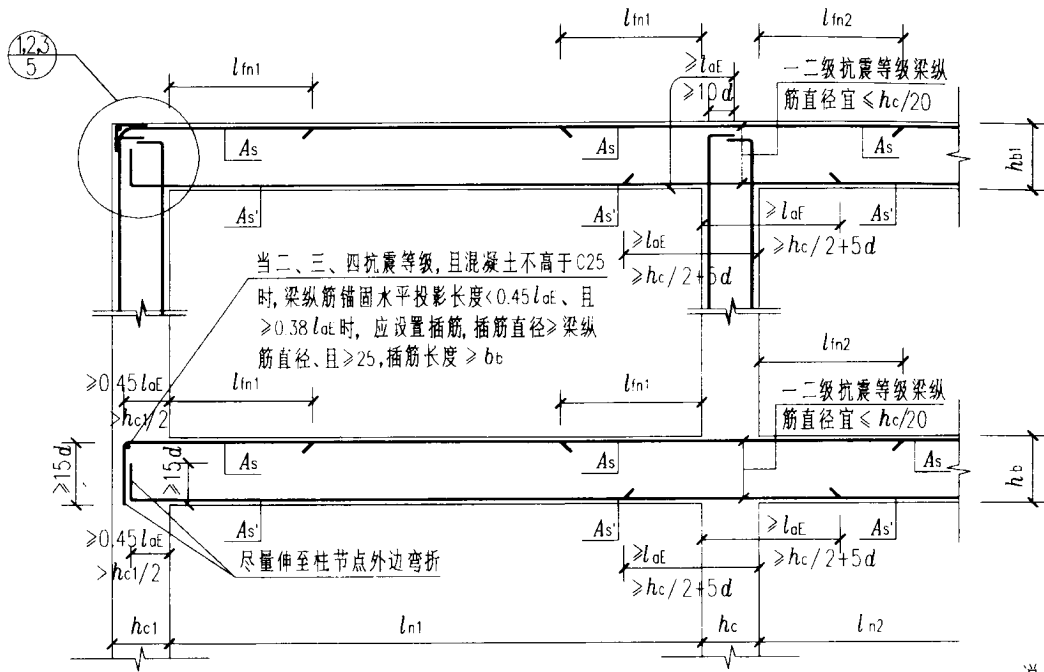 1,2,3
5
lfn1
lfn1
lfn2
≥laE
≥10d
一二级抗震等级梁纵
筋直径宜≤hc/20
As
As
As
hb1
As'
As'
As'
≥laE
≥hc/2+5d
≥laE
≥hc/2+5d
当二、三、四抗震等级,且混凝土不高于C25
时,梁纵筋锚固水平投影长度<0.45laE、且
≥0.38laE时, 应设置插筋,插筋直径≥梁纵
筋直径、且≥25,插筋长度≥bb
≥0.45laE
>hc1/2
lfn1
lfn1
lfn2
一二级抗震等级梁纵
筋直径宜≤hc/20
≥15d
≥15d
As
As
As
hb
As'
As'
As'
≥0.45laE
>hc1/2
尽量伸至柱节点外边弯折
≥laE
≥hc/2+5d
≥laE
≥hc/2+5d
hc1
ln1
hc
ln2